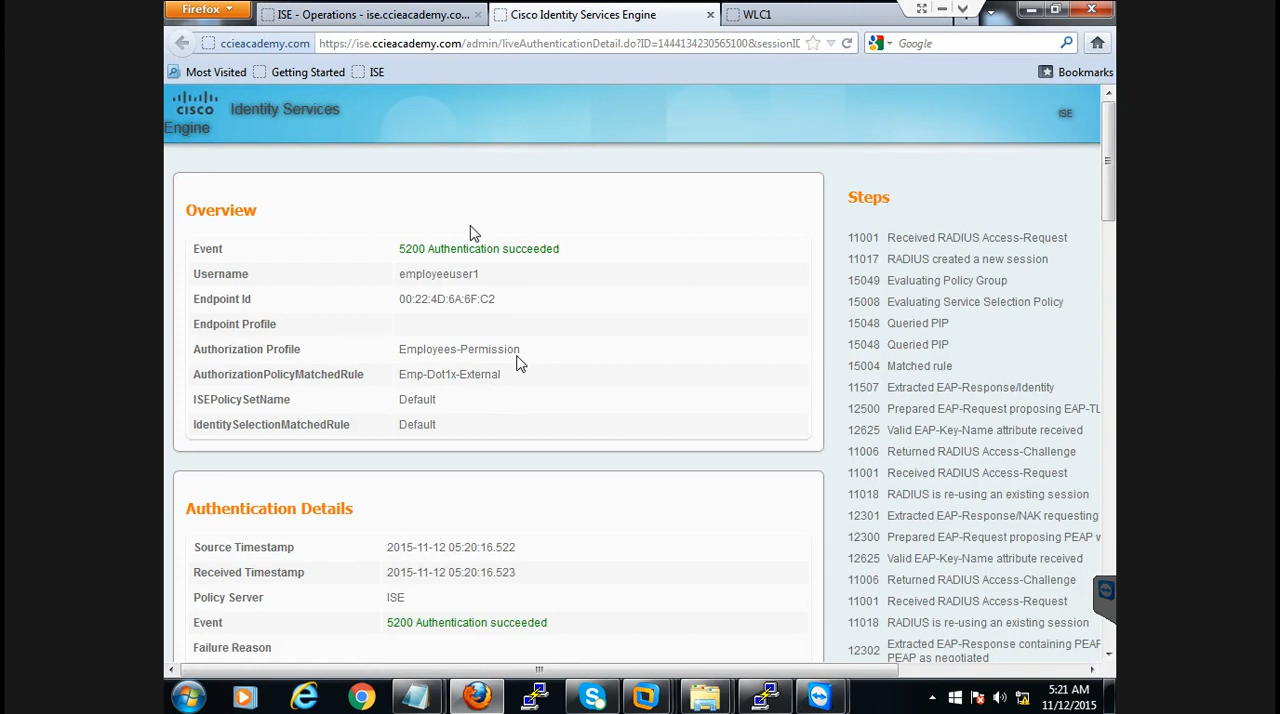 Firefox
ISE - Operations - ise.ccieacademy.co...
Cisco Identity Services Engine
WLC1
ccieacademy.com
https://ise.ccieacademy.com/admin/liveAuthenticationDetail.do?ID=1444134230565100&sessionID
Google
Most Visited
Getting Started
ISE
Bookmarks
CISCO
Identity Services
Engine
ISE
Overview
Event 5200 Authentication succeeded
Username employeeuser1
Endpoint Id 00:22:4D:6A:6F:C2
Endpoint Profile
Authorization Profile Employees-Permission
AuthorizationPolicyMatchedRule Emp-Dot1x-External
ISEPolicySetName Default
IdentitySelectionMatchedRule Default
Authentication Details
Source Timestamp 2015-11-12 05:20:16.522
Received Timestamp 2015-11-12 05:20:16.523
Policy Server ISE
Event 5200 Authentication succeeded
Failure Reason
Steps
11001 Received RADIUS Access-Request
11017 RADIUS created a new session
15049 Evaluating Policy Group
15008 Evaluating Service Selection Policy
15048 Queried PIP
15048 Queried PIP
15004 Matched rule
11507 Extracted EAP-Response/Identity
12500 Prepared EAP-Request proposing EAP-TL
12625 Valid EAP-Key-Name attribute received
11006 Returned RADIUS Access-Challenge
11001 Received RADIUS Access-Request
11018 RADIUS is re-using an existing session
12301 Extracted EAP-Response/NAK requesting
12300 Prepared EAP-Request proposing PEAP w
12625 Valid EAP-Key-Name attribute received
11006 Returned RADIUS Access-Challenge
11001 Received RADIUS Access-Request
11018 RADIUS is re-using an existing session
12302 Extracted EAP-Response containing PEAP
PEAP as negotiated
5:21 AM
11/12/2015